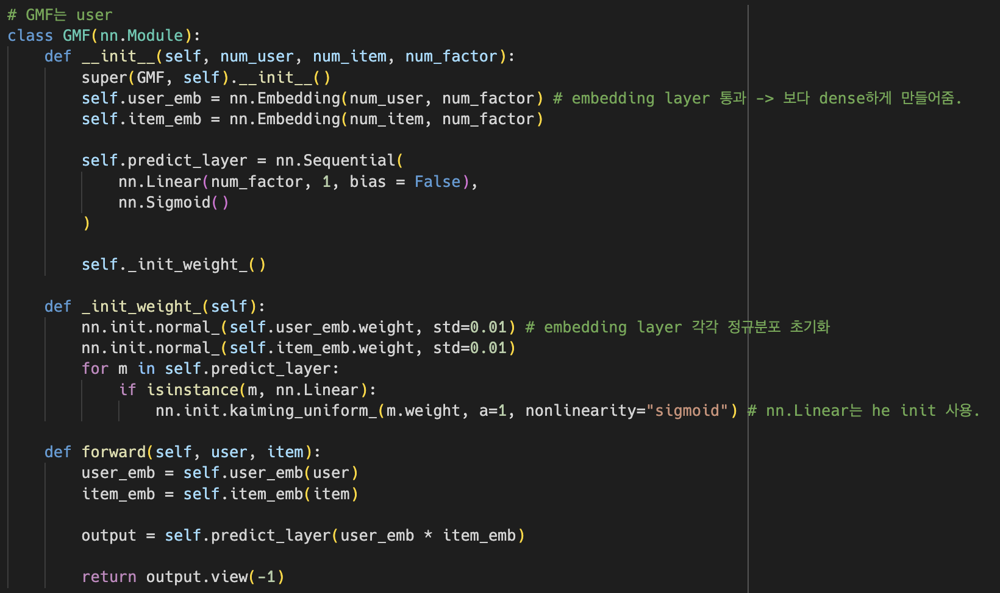 # GMF는 user
class GMF(nn.Module):
    def __init__(self, num_user, num_item, num_factor):
        super(GMF, self).__init__()
        self.user_emb = nn.Embedding(num_user, num_factor) # embedding layer 통과 -> 보다 dense하게 만들어줌.
        self.item_emb = nn.Embedding(num_item, num_factor)

        self.predict_layer = nn.Sequential(
            nn.Linear(num_factor, 1, bias = False),
            nn.Sigmoid()
        )

        self._init_weight_()

    def _init_weight_(self):
        nn.init.normal_(self.user_emb.weight, std=0.01) # embedding layer 각각 정규분포 초기화
        nn.init.normal_(self.item_emb.weight, std=0.01)
        for m in self.predict_layer:
            if isinstance(m, nn.Linear):
                nn.init.kaiming_uniform_(m.weight, a=1, nonlinearity="sigmoid") # nn.Linear는 he init 사용.

    def forward(self, user, item):
        user_emb = self.user_emb(user)
        item_emb = self.item_emb(item)

        output = self.predict_layer(user_emb * item_emb)

        return output.view(-1)